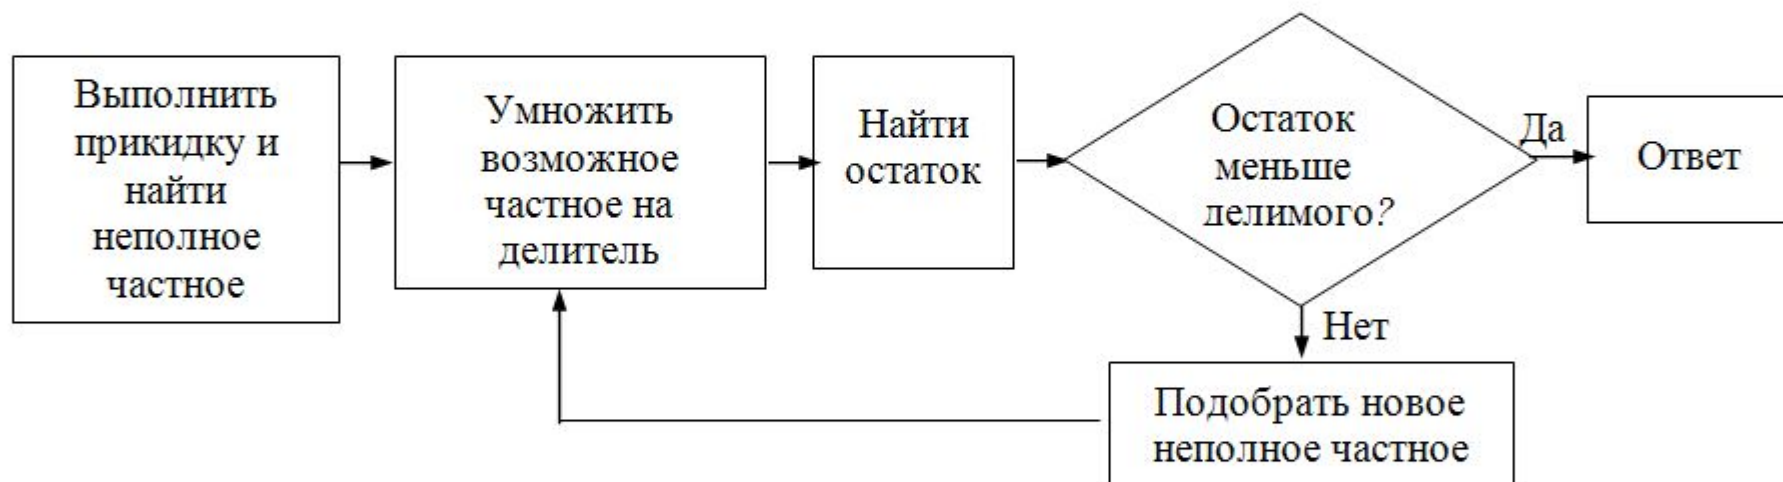 Выполнить
прикидку и
найти
неполное
частное
Умножить
возможное
частное на
делитель
Найти
остаток
Остаток
меньше
делимого?
Да
Ответ
Нет
Подобрать новое
неполное частное